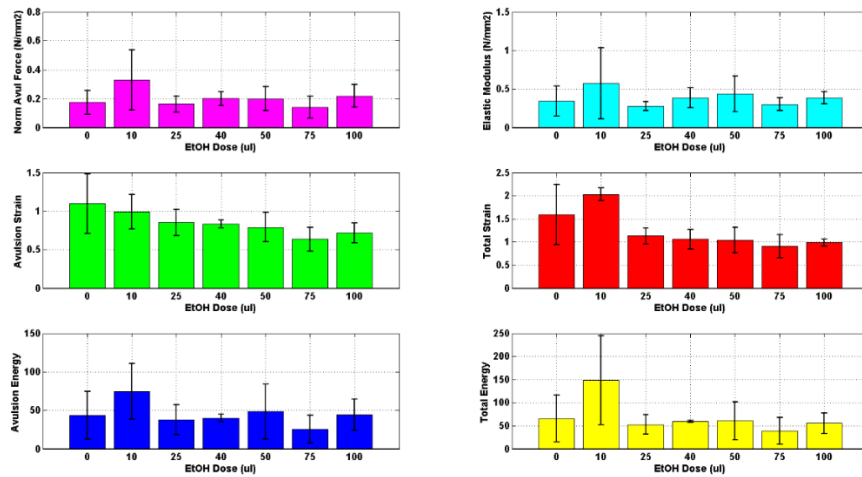 Norm Avul Force (N/mm2)
0.8
0.6
0.4
0.2
0
0 10 25 40 50 75 100
EtOH Dose (ul)
Elastic Modulus (N/mm2)
1.5
1
0.5
0
0 10 25 40 50 75 100
EtOH Dose (ul)
Avulsion Strain
1.5
1
0.5
0
0 10 25 40 50 75 100
EtOH Dose (ul)
Total Strain
2.5
2
1.5
1
0.5
0
0 10 25 40 50 75 100
EtOH Dose (ul)
Avulsion Energy
150
100
50
0
0 10 25 40 50 75 100
EtOH Dose (ul)
Total Energy
250
200
150
100
50
0
0 10 25 40 50 75 100
EtOH Dose (ul)